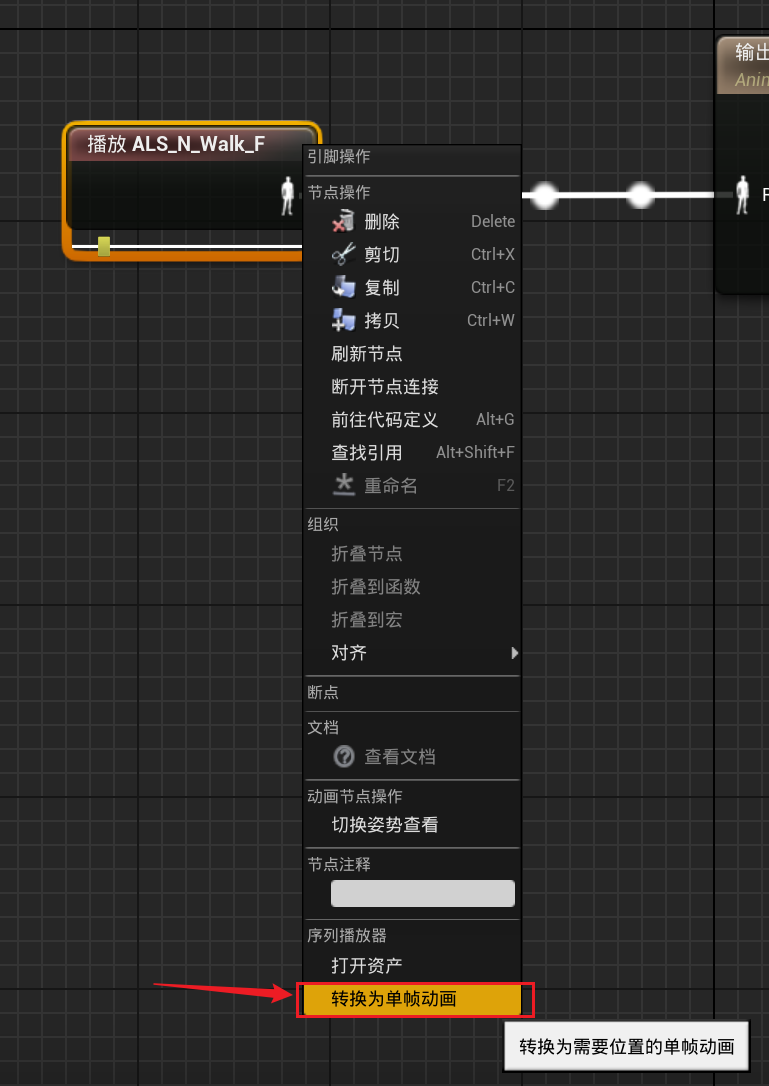 输出
Anin
播放 ALS_N_Walk_F
引脚操作
节点操作
删除 Delete
剪切 Ctrl+X
复制 Ctrl+C
拷贝 Ctrl+W
刷新节点
断开节点连接
前往代码定义 Alt+G
查找引用 Alt+Shift+F
重命名 F2
组织
折叠节点
折叠到函数
折叠到宏
对齐
断点
文档
查看文档
动画节点操作
切换姿势查看
节点注释
序列播放器
打开资产
转换为单帧动画
转换为需要位置的单帧动画